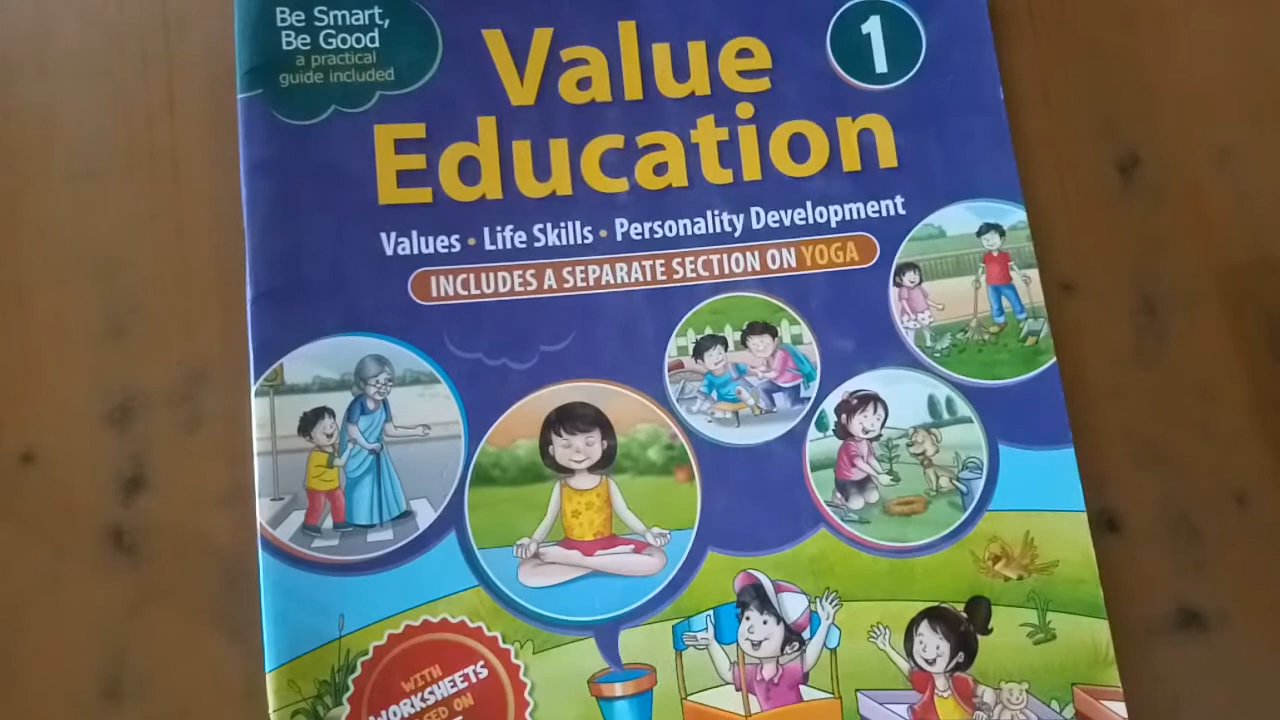 Be Smart,
Be Good
a practical
guide included
Value
Education
1
Values • Life Skills • Personality Development
INCLUDES A SEPARATE SECTION ON YOGA
WITH
WORKSHEETS
ON